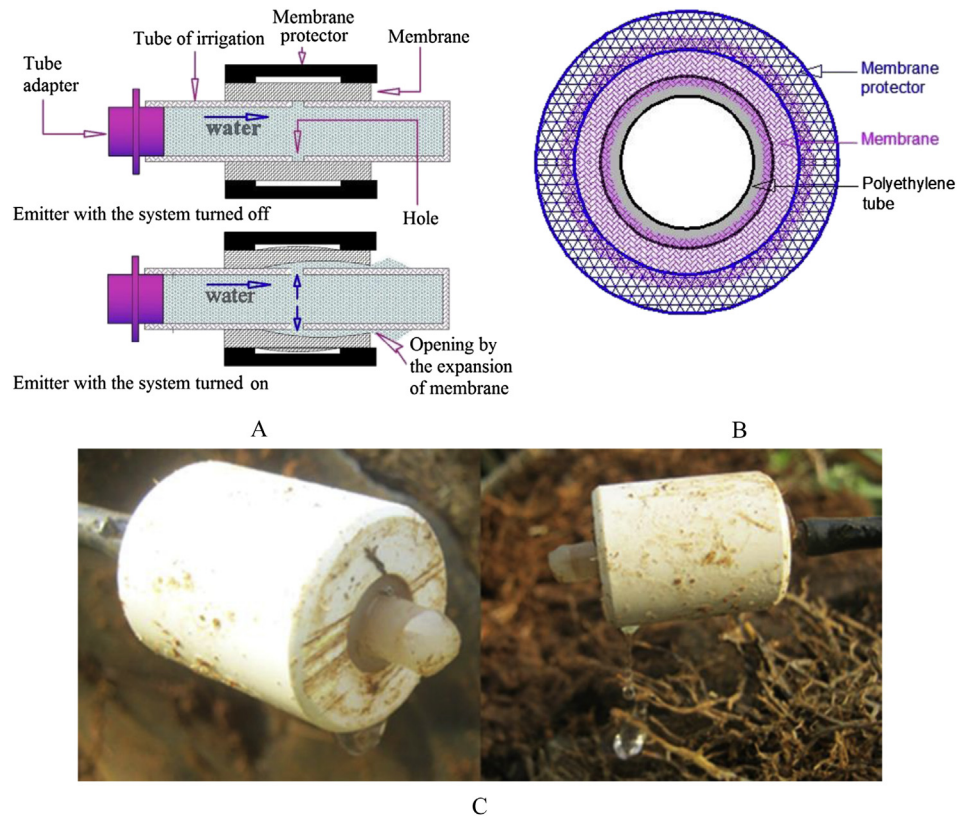 Membrane
protector
Tube of irrigation
Membrane
Tube
adapter
water
Hole
Emitter with the system turned off
water
Opening by
the expansion
of membrane
Emitter with the system turned on
A
Membrane
protector
Membrane
Polyethylene
tube
B
C